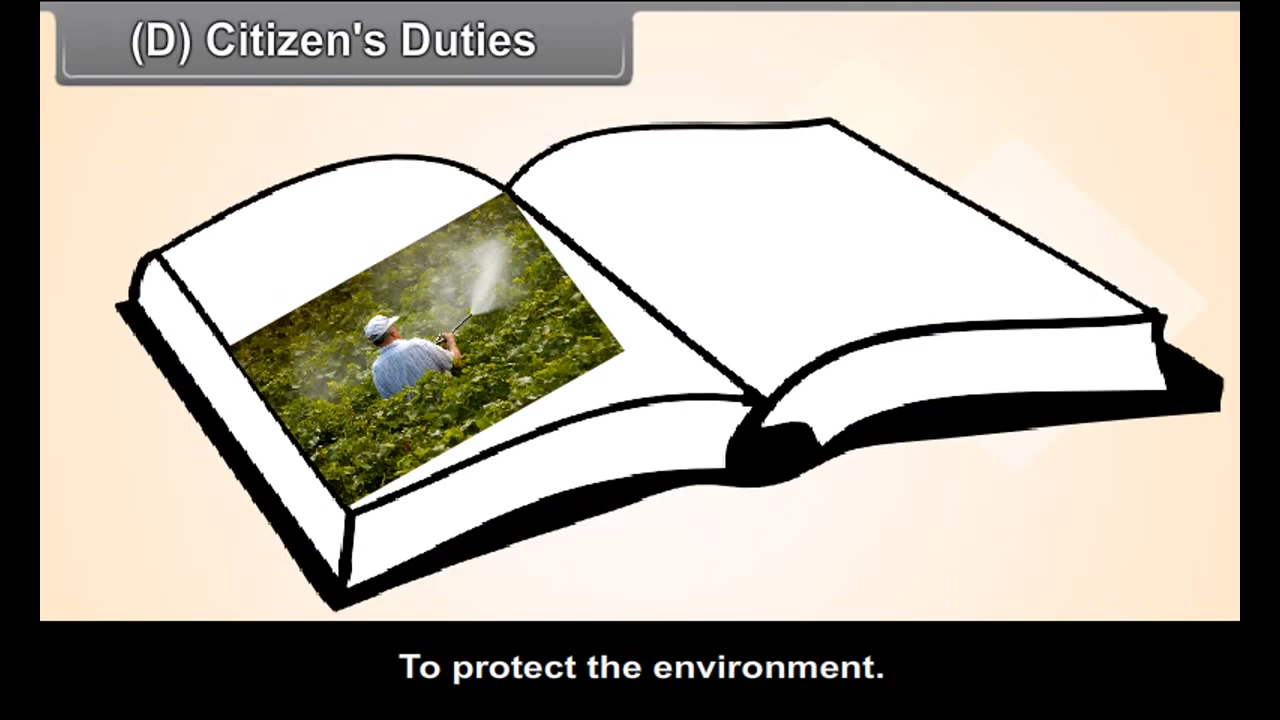 (D) Citizen's Duties
To protect the environment.